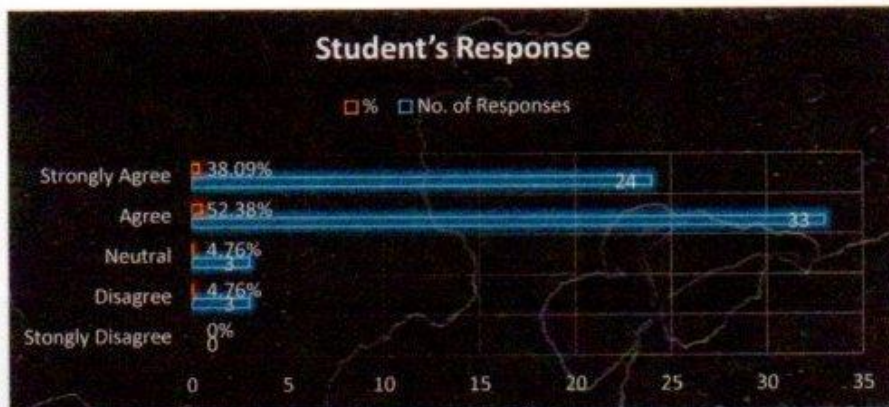 Student's Response
% No. of Responses
Strongly Agree 38.09% 24
Agree 52.38% 33
Neutral 4.76% 3
Disagree 4.76% 3
Stongly Disagree 0% 0
0 5 10 15 20 25 30 35